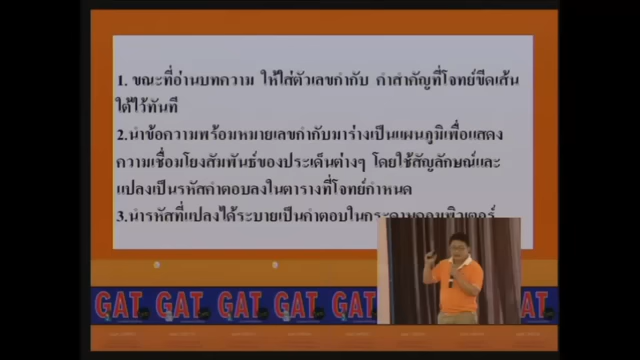 1. ขณะที่อ่านบทความ ให้ใส่ตัวเลขกำกับ คำสำคัญที่โจทย์ขีดเส้น
ใต้ไว้ทันที
2.นำข้อความพร้อมหมายเลขกำกับมาร่างเป็นแผนภูมิเพื่อแสดง
ความเชื่อมโยงสัมพันธ์ของประเด็นต่างๆ โดยใช้สัญลักษณ์และ
แปลงเป็นรหัสคำตอบลงในตารางที่โจทย์กำหนด
3.นำรหัสที่แปลงได้ระบายเป็นคำตอบใน
GAT GAT GAT GAT GAT GAT